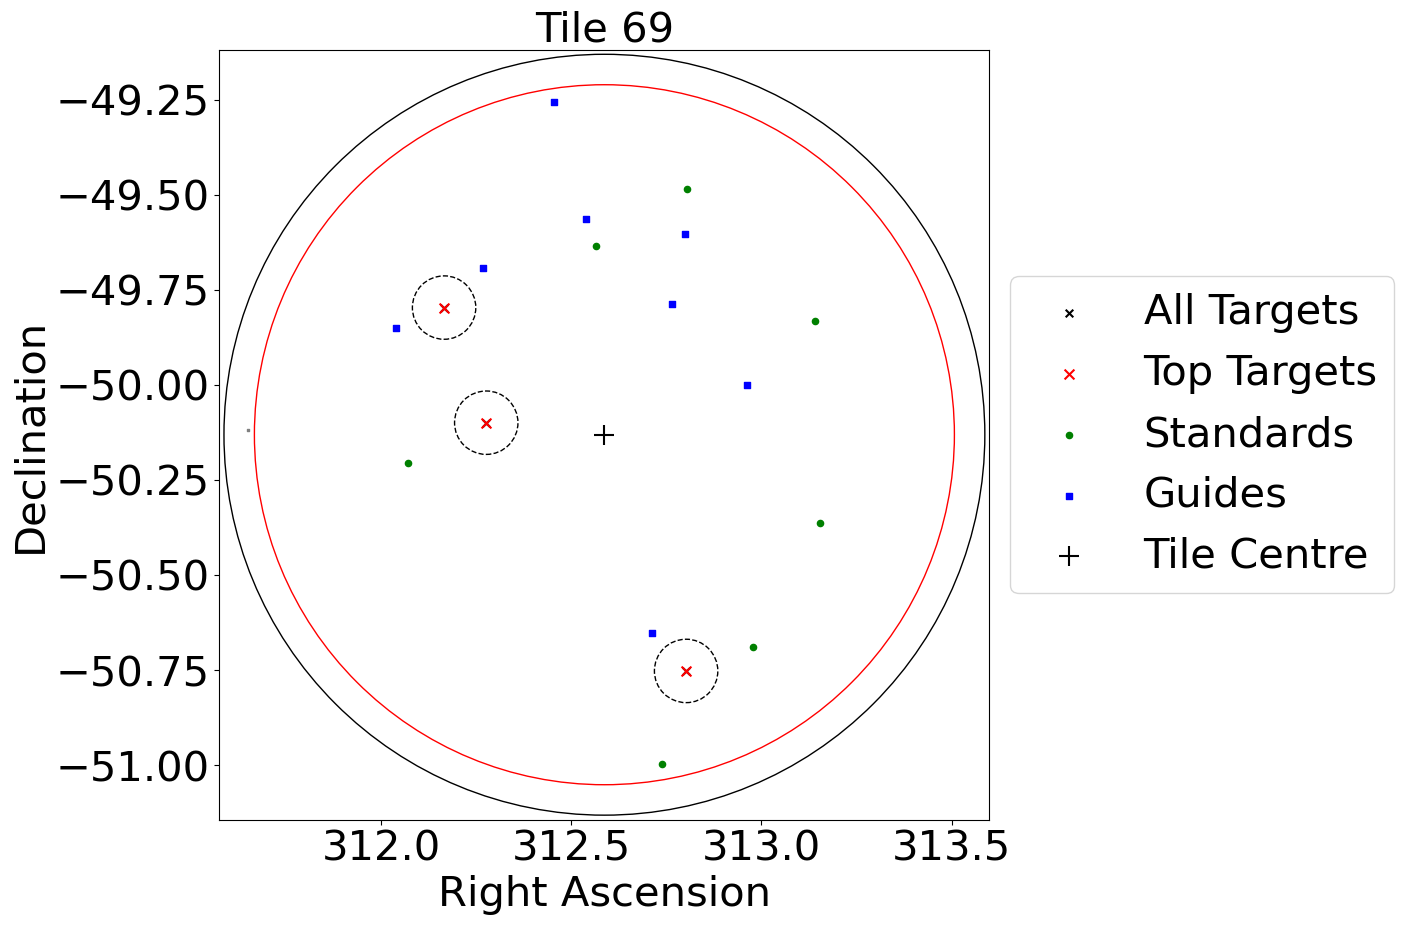 Tile 69
−49.25
−49.50
−49.75
−50.00
−50.25
−50.50
−50.75
−51.00
Declination
312.0 312.5 313.0 313.5
Right Ascension
All Targets
Top Targets
Standards
Guides
Tile Centre